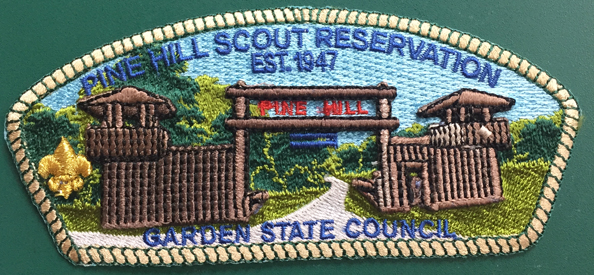 PINE HILL SCOUT RESERVATION
EST. 1947
PINE HILL
GARDEN STATE COUNCIL